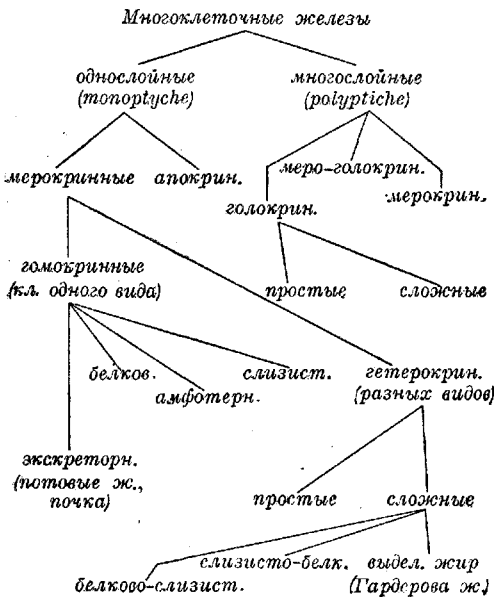 Многоклеточные железы
однослойные
(monoptyche)
многослойные
(polyptiche)
мерокринные
апокрин.
меро-голокрин.
мерокрин.
голокрин.
гомокринные
(кл. одного вида)
простые
сложные
белков.
амфотерн.
слизист.
гетерокрин.
(разных видов)
экскреторн.
(потовые ж.,
почка)
простые
сложные
слизисто-белк.
выдел. жир
(Гардерова ж.)
белково-слизист.